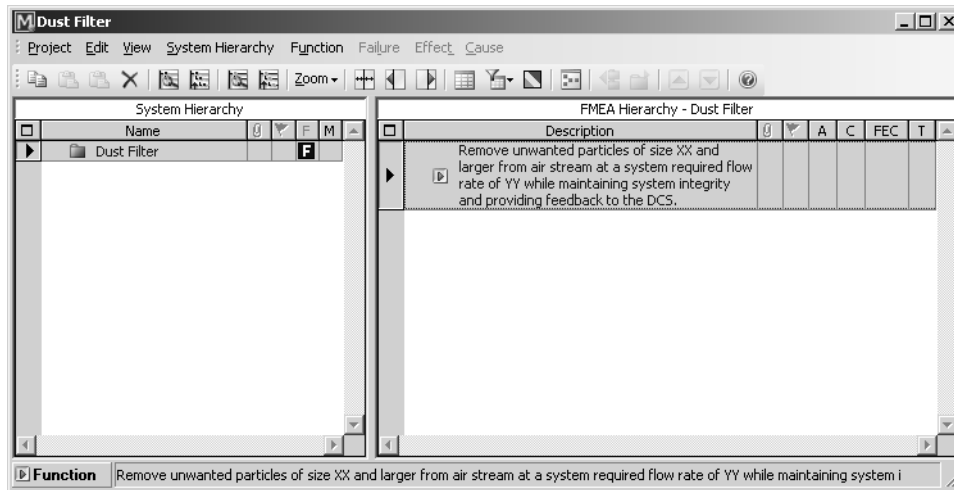 M Dust Filter
Project Edit View System Hierarchy Function Failure Effect Cause
Zoom
System Hierarchy
FMEA Hierarchy - Dust Filter
Name F M
Description A C FEC T
Dust Filter F
Remove unwanted particles of size XX and
larger from air stream at a system required flow
rate of YY while maintaining system integrity
and providing feedback to the DCS.
Function Remove unwanted particles of size XX and larger from air stream at a system required flow rate of YY while maintaining system i